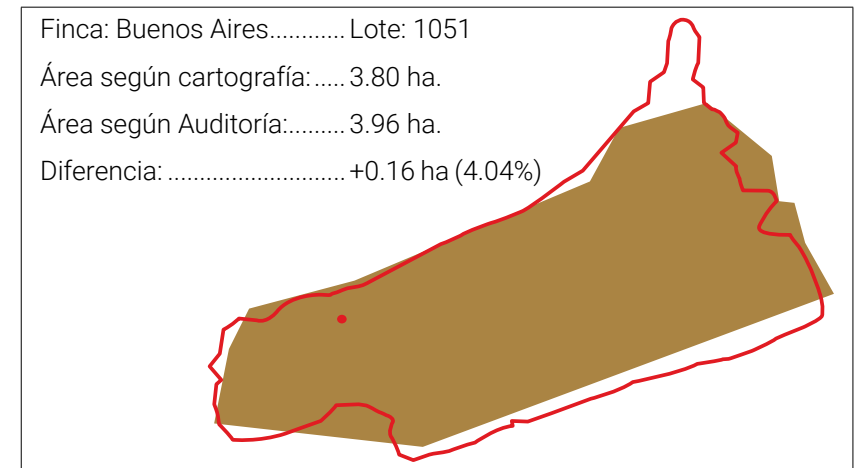 Finca: Buenos Aires............ Lote: 1051
Área según cartografía:..... 3.80 ha.
Área según Auditoría:......... 3.96 ha.
Diferencia: ............................ +0.16 ha (4.04%)